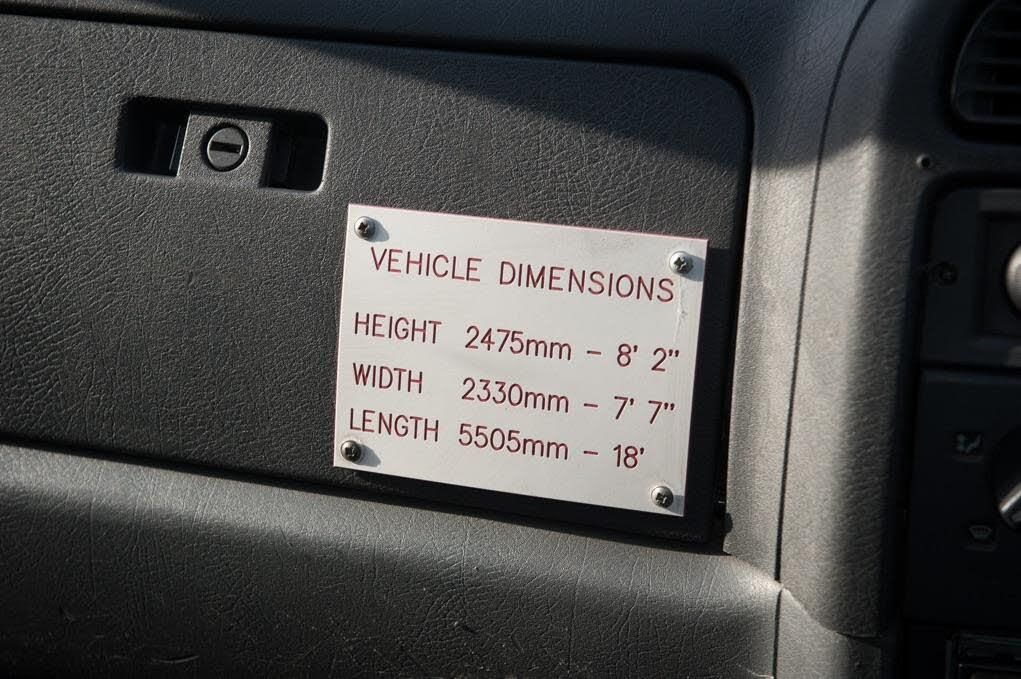 VEHICLE DIMENSIONS
HEIGHT 2475mm - 8' 2"
WIDTH 2330mm - 7' 7"
LENGTH 5505mm - 18'